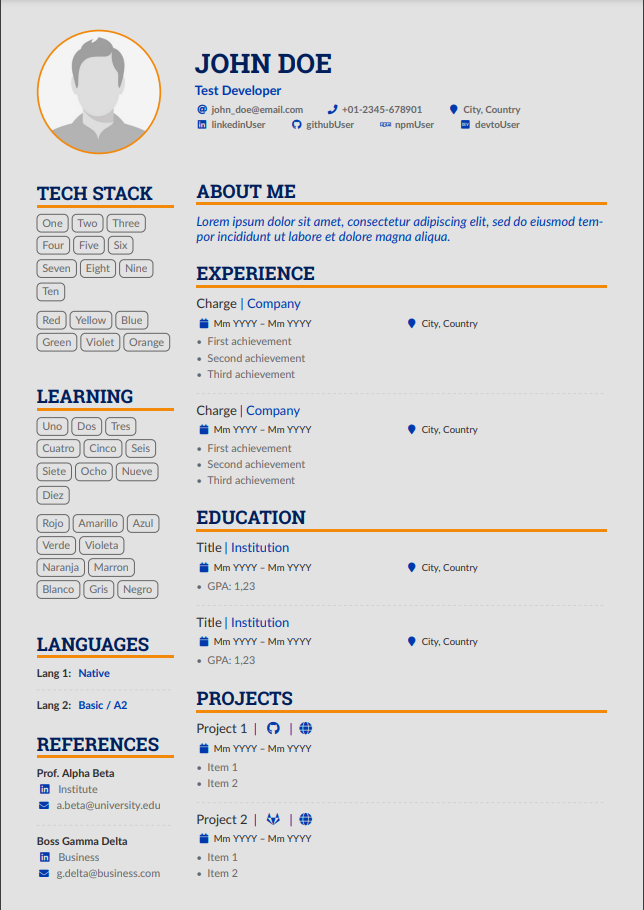 JOHN DOE
Test Developer
john_doe@email.com +01-2345-678901 City, Country
linkedinUser githubUser npmUser devtoUser
TECH STACK
One Two Three
Four Five Six
Seven Eight Nine
Ten
Red Yellow Blue
Green Violet Orange
LEARNING
Uno Dos Tres
Cuatro Cinco Seis
Siete Ocho Nueve
Diez
Rojo Amarillo Azul
Verde Violeta
Naranja Marron
Blanco Gris Negro
LANGUAGES
Lang 1: Native
Lang 2: Basic / A2
REFERENCES
Prof. Alpha Beta
Institute
a.beta@university.edu
Boss Gamma Delta
Business
g.delta@business.com
ABOUT ME
Lorem ipsum dolor sit amet, consectetur adipiscing elit, sed do eiusmod tem-
por incididunt ut labore et dolore magna aliqua.
EXPERIENCE
Charge | Company
Mm YYYY – Mm YYYY City, Country
• First achievement
• Second achievement
• Third achievement
Charge | Company
Mm YYYY – Mm YYYY City, Country
• First achievement
• Second achievement
• Third achievement
EDUCATION
Title | Institution
Mm YYYY – Mm YYYY City, Country
• GPA: 1,23
Title | Institution
Mm YYYY – Mm YYYY City, Country
• GPA: 1,23
PROJECTS
Project 1 | |
Mm YYYY – Mm YYYY
• Item 1
• Item 2
Project 2 | |
Mm YYYY – Mm YYYY
• Item 1
• Item 2